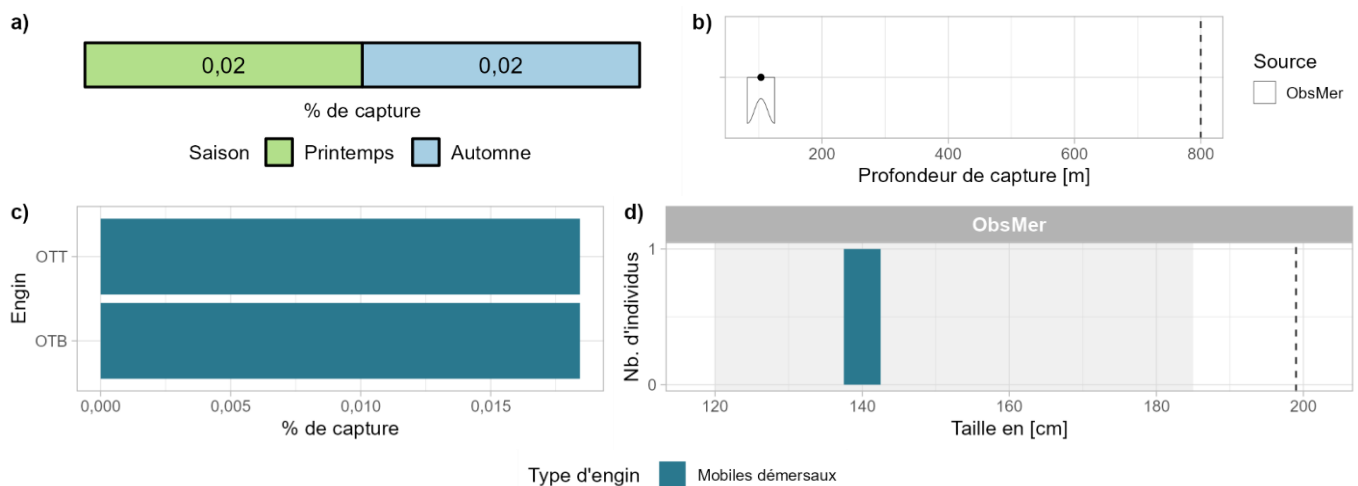 a)
0,02 0,02
% de capture
Saison Printemps Automne
b)
200 400 600 800
Profondeur de capture [m]
Source
ObsMer
c)
Engin
OTT
OTB
0,000 0,005 0,010 0,015
% de capture
d)
ObsMer
Nb. d'individus
1
0
120 140 160 180 200
Taille en [cm]
Type d'engin Mobiles démersaux